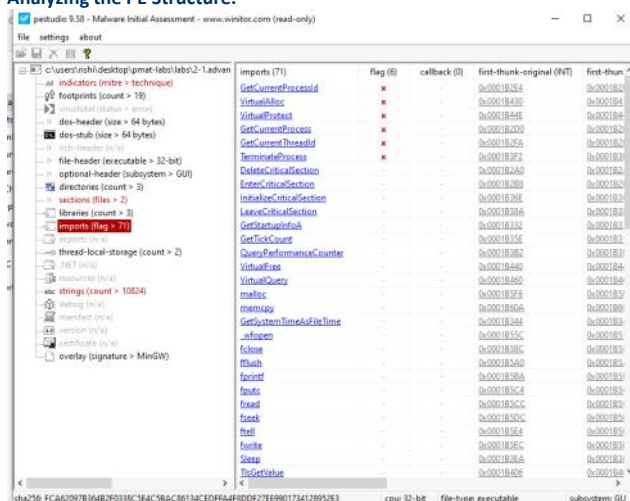 Analyzing the PE Structure:
pestudio 9.58 - Malware Initial Assessment - www.winitor.com (read-only)
file settings about
c:\users\rishi\desktop\pmat-labs\labs\2-1.advan
indicators (mitre > technique)
footprints (count > 19)
virustotal (status > error)
dos-header (size > 64 bytes)
dos-stub (size > 64 bytes)
rich-header (n/a)
file-header (executable > 32-bit)
optional-header (subsystem > GUI)
directories (count > 3)
sections (files > 2)
libraries (count > 3)
imports (flag > 71)
exports (n/a)
thread-local-storage (count > 2)
.NET (n/a)
resources (n/a)
abc strings (count > 10824)
debug (n/a)
manifest (n/a)
version (n/a)
certificate (n/a)
overlay (signature > MinGW)
imports (71) flag (6) callback (0) first-thunk-original (INT) first-thun
GetCurrentProcessId x - 0x0001B2E4
VirtualAlloc x - 0x0001B430
VirtualProtect x - 0x0001B44E
GetCurrentProcess x - 0x0001B2D0
GetCurrentThreadId x - 0x0001B2FA
TerminateProcess x - 0x0001B3F2
DeleteCriticalSection - - 0x0001B2A0
EnterCriticalSection - - 0x0001B2B8
InitializeCriticalSection - - 0x0001B36E
LeaveCriticalSection - - 0x0001B38A
GetStartupInfoA - - 0x0001B332
GetTickCount - - 0x0001B35E
QueryPerformanceCounter - - 0x0001B3B2
VirtualFree - - 0x0001B440
VirtualQuery - - 0x0001B460
malloc - - 0x0001B5F6
memcpy - - 0x0001B60A
GetSystemTimeAsFileTime - - 0x0001B344
_wfopen - - 0x0001B55C
fclose - - 0x0001B58C
fflush - - 0x0001B5A0
fprintf - - 0x0001B5BA
fputc - - 0x0001B5C4
fread - - 0x0001B5CC
fseek - - 0x0001B5DC
ftell - - 0x0001B5E4
fwrite - - 0x0001B5EC
Sleep - - 0x0001B3EA
TlsGetValue - - 0x0001B406
cpu: 32-bit file-type: executable subsystem: GUI